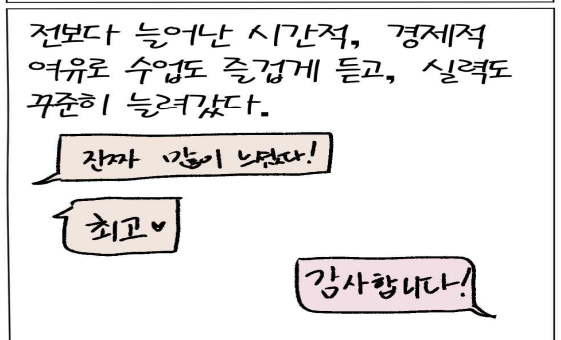 전보다 늘어난 시간적, 경제적
여유로 수업도 즐겁게 듣고, 실력도
꾸준히 늘려갔다.
진짜 많이 느셨다!
최고♥
감사합니다!